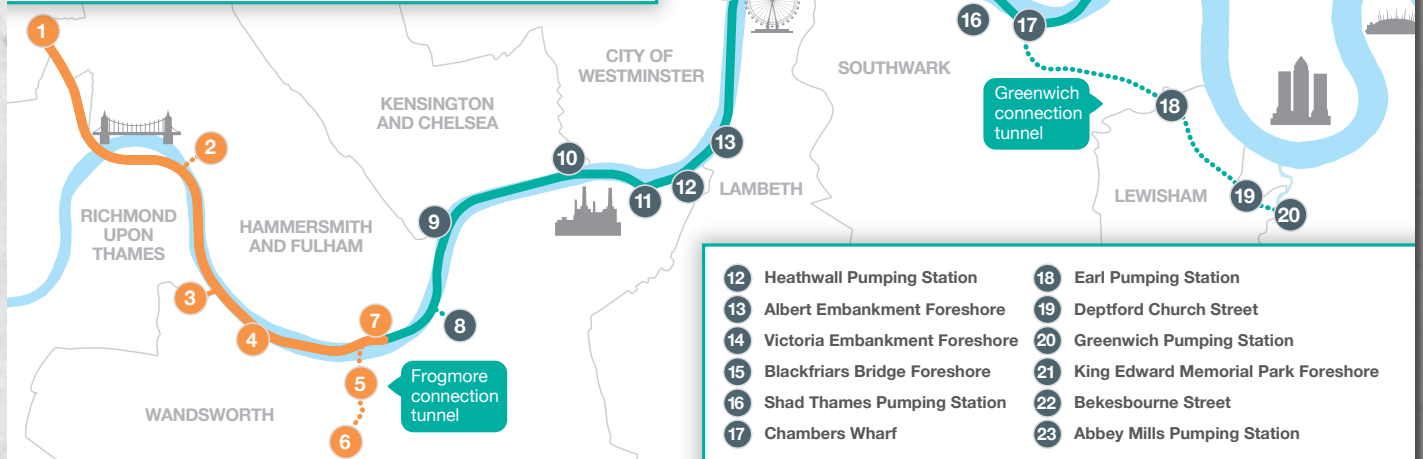 1
16
17
CITY OF
WESTMINSTER
SOUTHWARK
KENSINGTON
AND CHELSEA
Greenwich
connection
tunnel
18
2
10
13
12
11
LAMBETH
LEWISHAM
19
20
RICHMOND
UPON
THAMES
HAMMERSMITH
AND FULHAM
9
3
4
7
8
5
Frogmore
connection
tunnel
WANDSWORTH
6
12 Heathwall Pumping Station
13 Albert Embankment Foreshore
14 Victoria Embankment Foreshore
15 Blackfriars Bridge Foreshore
16 Shad Thames Pumping Station
17 Chambers Wharf
18 Earl Pumping Station
19 Deptford Church Street
20 Greenwich Pumping Station
21 King Edward Memorial Park Foreshore
22 Bekesbourne Street
23 Abbey Mills Pumping Station